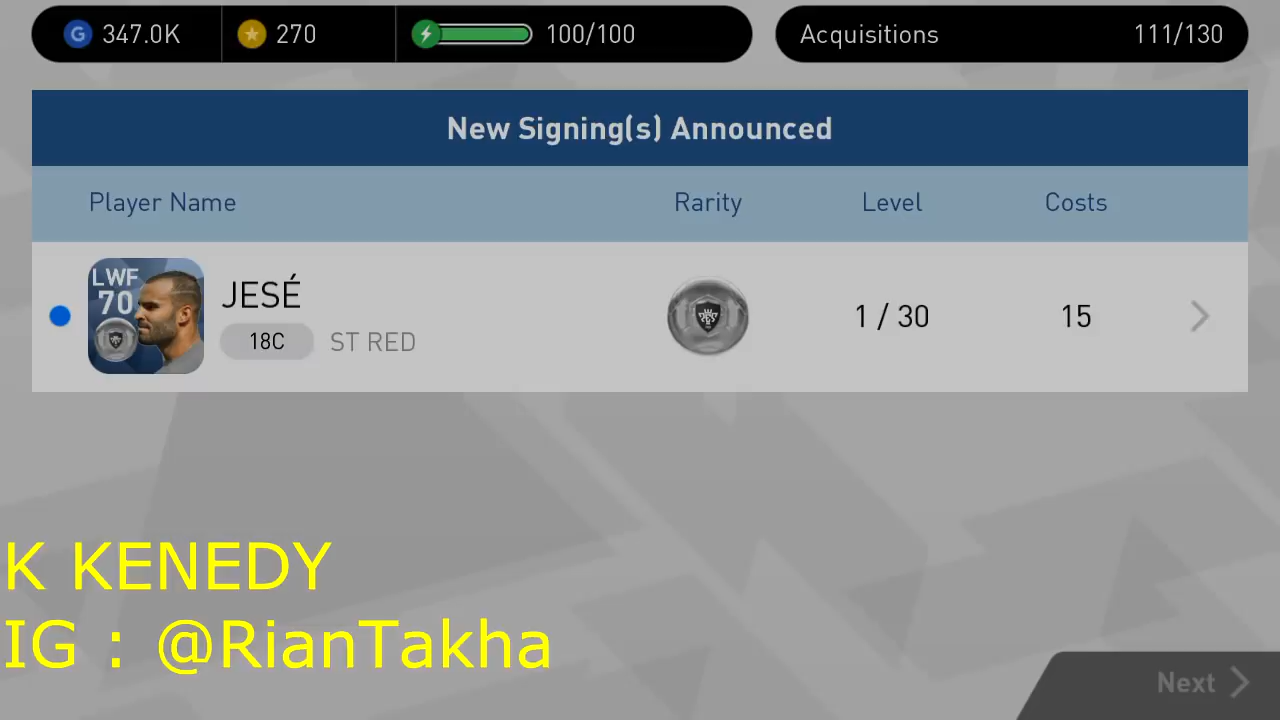 G 347.0K 270 100/100 Acquisitions 111/130
New Signing(s) Announced
Player Name Rarity Level Costs
LWF
70
JESÉ
18C ST RED
1 / 30 15
K KENEDY
IG : @RianTakha
Next